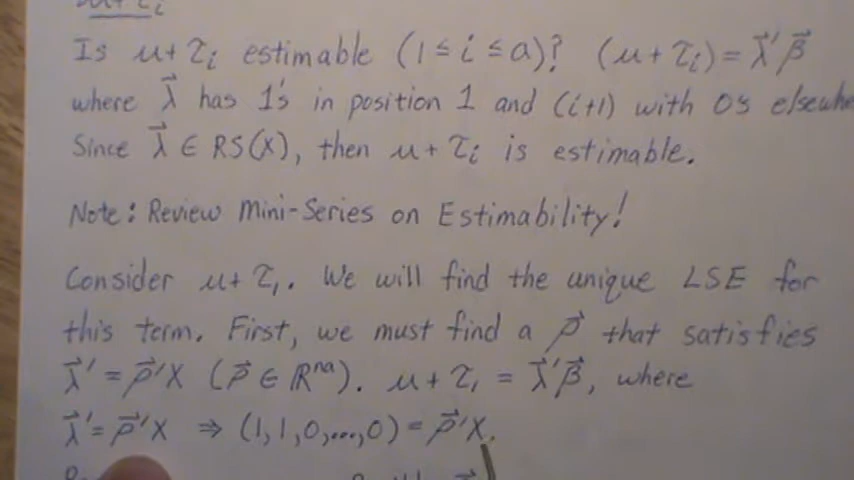 μ + τᵢ
Is μ + τᵢ estimable (1 ≤ i ≤ a)? (μ + τᵢ) = λ⃗′β⃗
where λ⃗ has 1's in position 1 and (i+1) with 0s elsewhe
Since λ⃗ ∈ RS(X), then μ + τᵢ is estimable.
Note: Review Mini-Series on Estimability!
Consider μ + τ₁. We will find the unique LSE for
this term. First, we must find a ρ⃗ that satisfies
λ⃗′ = ρ⃗′X (ρ⃗ ∈ ℝⁿᵃ). μ + τ₁ = λ⃗′β⃗, where
λ⃗′ = ρ⃗′X ⇒ (1,1,0,...,0) = ρ⃗′X.